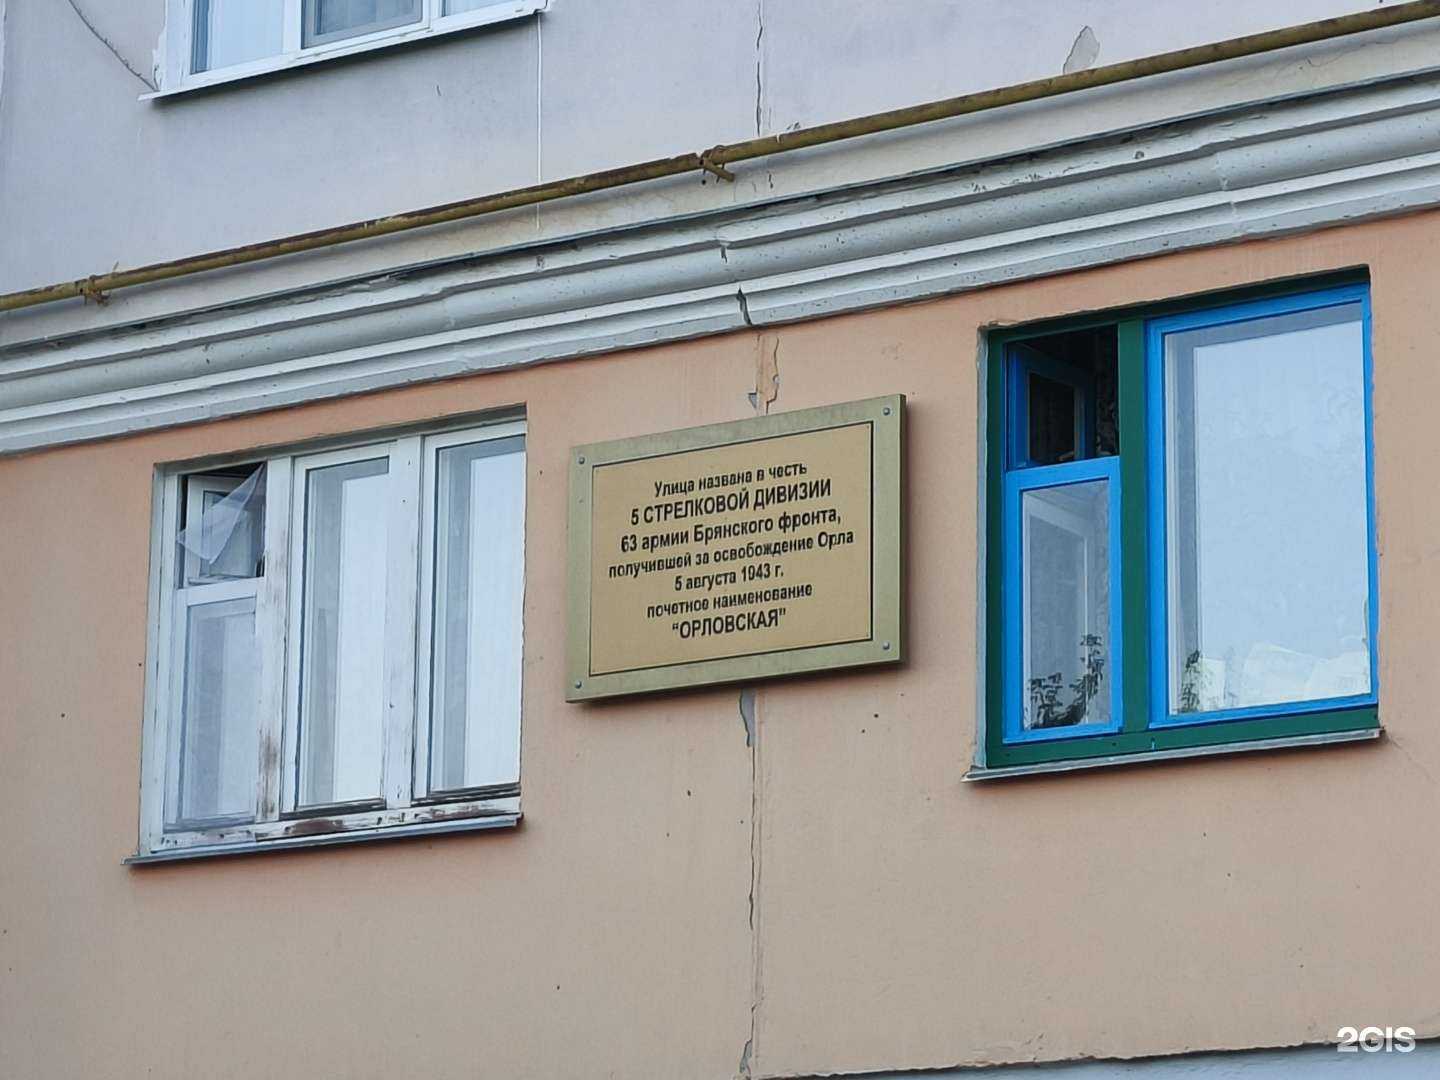 Улица названа в честь
5 СТРЕЛКОВОЙ ДИВИЗИИ
63 армии Брянского фронта,
получившей за освобождение Орла
5 августа 1943 г.
почетное наименование
“ОРЛОВСКАЯ”
2GIS